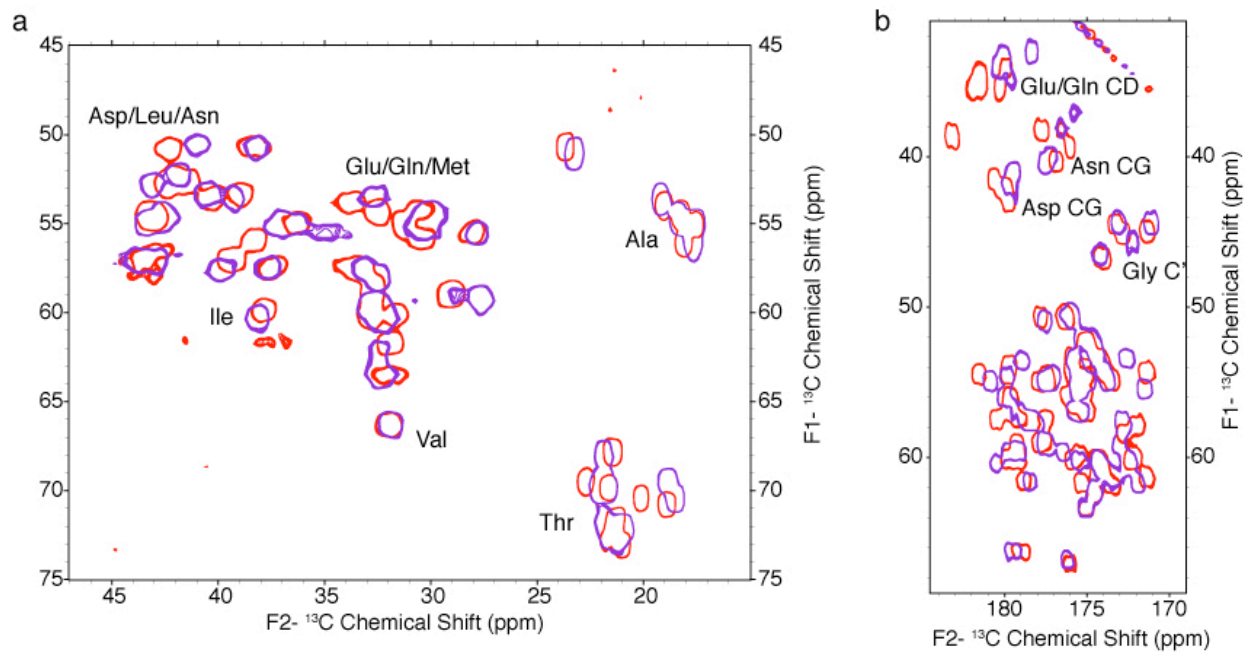 a
45
50
55
60
65
70
75
45
50
55
60
65
70
75
45
40
35
30
25
20
F2- ¹³C Chemical Shift (ppm)
F1- ¹³C Chemical Shift (ppm)
Asp/Leu/Asn
Glu/Gln/Met
Ala
Ile
Val
Thr
b
40
50
60
40
50
60
180
175
170
F2- ¹³C Chemical Shift (ppm)
F1- ¹³C Chemical Shift (ppm)
Glu/Gln CD
Asn CG
Asp CG
Gly C'